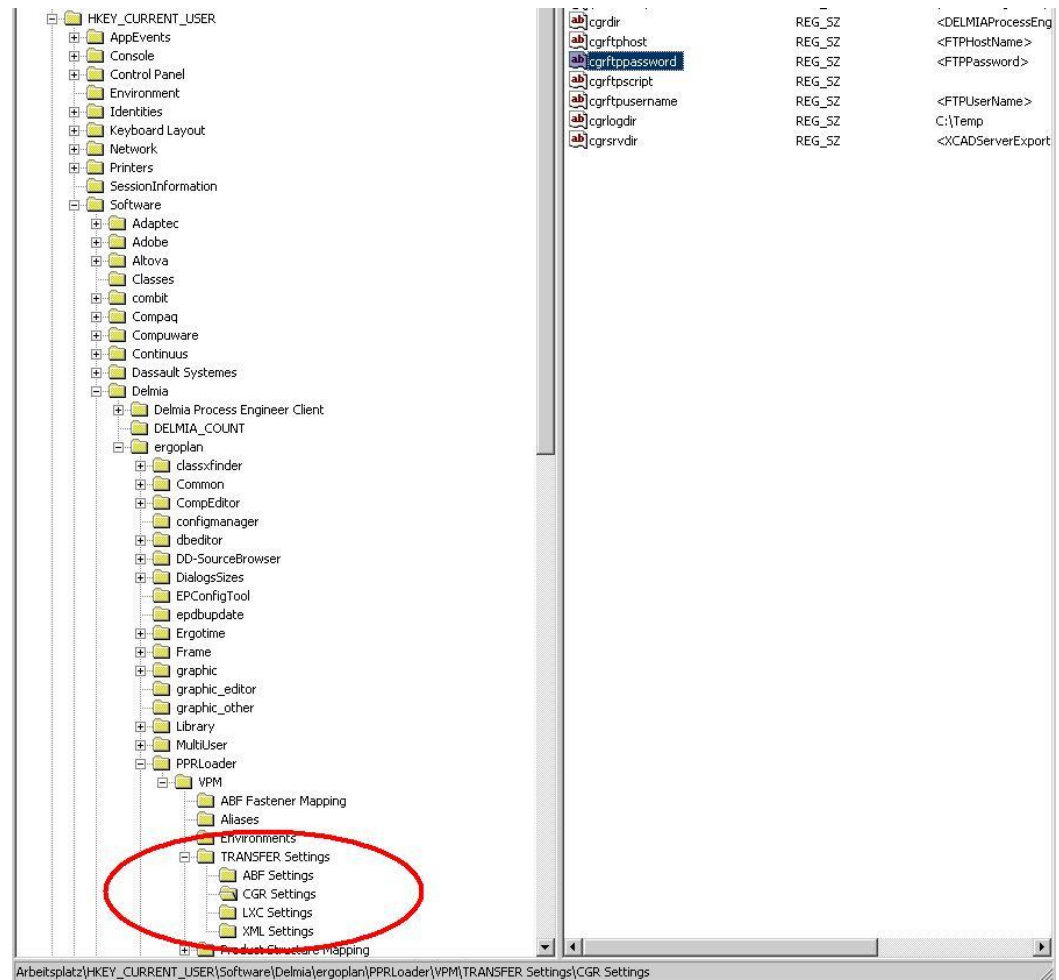 HKEY_CURRENT_USER
AppEvents
Console
Control Panel
Environment
Identities
Keyboard Layout
Network
Printers
SessionInformation
Software
Adaptec
Adobe
Altova
Classes
combit
Compaq
Compuware
Continuus
Dassault Systemes
Delmia
Delmia Process Engineer Client
DELMIA_COUNT
ergoplan
classxfinder
Common
CompEditor
configmanager
dbeditor
DD-SourceBrowser
DialogsSizes
EPConfigTool
epdbupdate
Ergotime
Frame
graphic
graphic_editor
graphic_other
Library
MultiUser
PPRLoader
VPM
ABF Fastener Mapping
Aliases
Environments
TRANSFER Settings
ABF Settings
CGR Settings
LXC Settings
XML Settings
Product Structure Mapping
cgrdir REG_SZ <DELMIAProcessEng
cgrftphost REG_SZ <FTPHostName>
cgrftppassword REG_SZ <FTPPassword>
cgrftpscript REG_SZ
cgrftpusername REG_SZ <FTPUserName>
cgrlogdir REG_SZ C:\Temp
cgrsrvdir REG_SZ <XCADServerExport
Arbeitsplatz\HKEY_CURRENT_USER\Software\Delmia\ergoplan\PPRLoader\VPM\TRANSFER Settings\CGR Settings